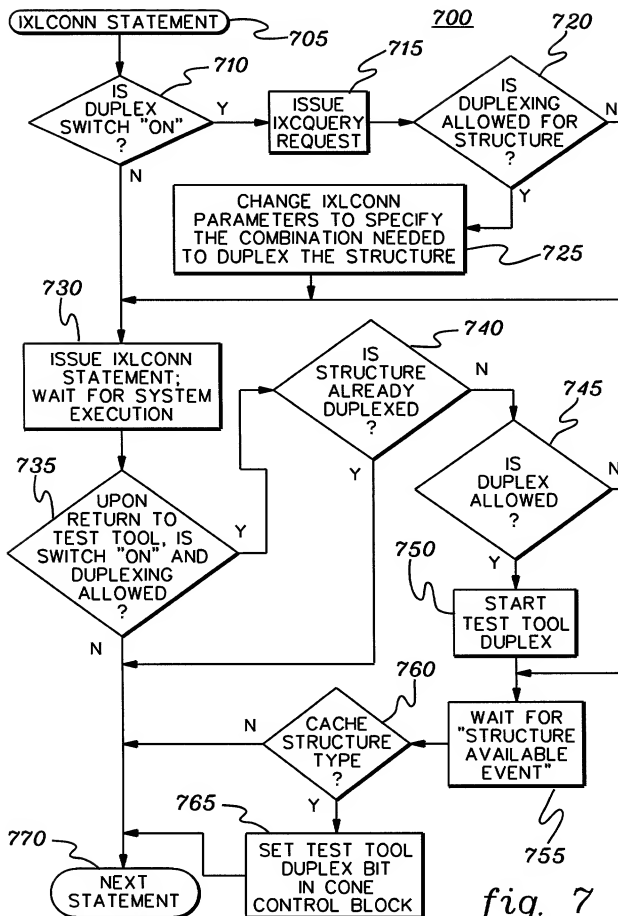 IXLCONN STATEMENT
705
700
710
IS
DUPLEX
SWITCH "ON"
?
Y
N
715
ISSUE
IXCQUERY
REQUEST
720
IS
DUPLEXING
ALLOWED FOR
STRUCTURE
?
N
Y
CHANGE IXLCONN
PARAMETERS TO SPECIFY
THE COMBINATION NEEDED
TO DUPLEX THE STRUCTURE
725
730
ISSUE IXLCONN
STATEMENT;
WAIT FOR SYSTEM
EXECUTION
735
UPON
RETURN TO
TEST TOOL, IS
SWITCH "ON" AND
DUPLEXING
ALLOWED
?
Y
N
740
IS
STRUCTURE
ALREADY
DUPLEXED
?
N
Y
745
IS
DUPLEX
ALLOWED
?
N
Y
750
START
TEST TOOL
DUPLEX
WAIT FOR
"STRUCTURE
AVAILABLE
EVENT"
755
760
CACHE
STRUCTURE
TYPE
?
N
Y
765
SET TEST TOOL
DUPLEX BIT
IN CONE
CONTROL BLOCK
770
NEXT
STATEMENT
fig. 7